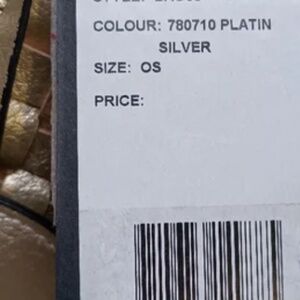 COLOUR: 780710 PLATIN
SILVER
SIZE: OS
PRICE: